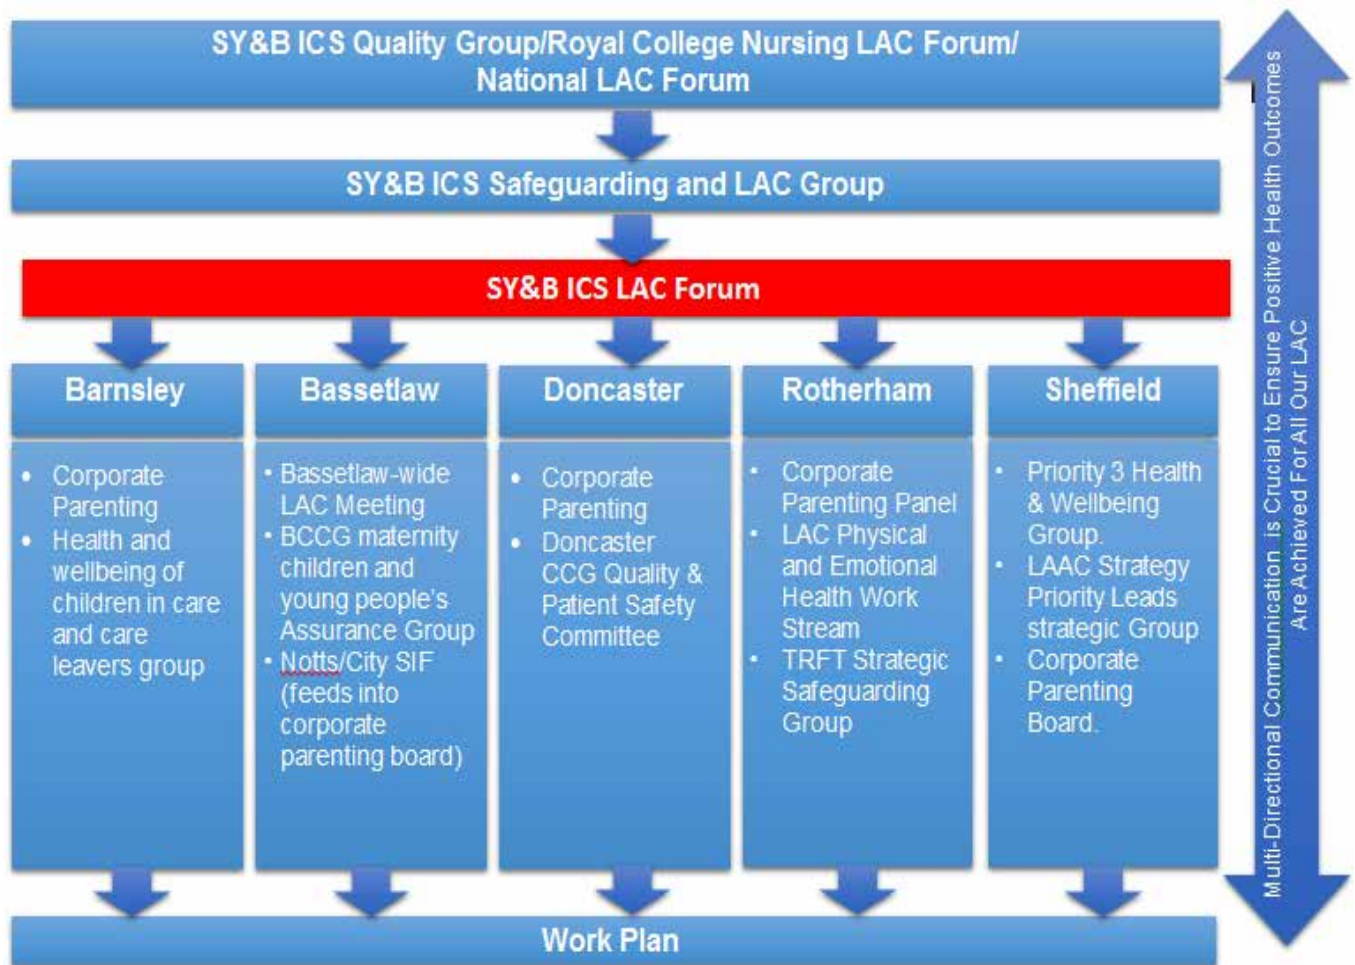 SY&B ICS Quality Group/Royal College Nursing LAC Forum/
National LAC Forum
SY&B ICS Safeguarding and LAC Group
SY&B ICS LAC Forum
Barnsley
• Corporate
Parenting
• Health and
wellbeing of
children in care
and care
leavers group
Bassetlaw
• Bassetlaw-wide
LAC Meeting
• BCCG maternity
children and
young people's
Assurance Group
• Notts/City SIF
(feeds into
corporate
parenting board)
Doncaster
• Corporate
Parenting
• Doncaster
CCG Quality &
Patient Safety
Committee
Rotherham
• Corporate
Parenting Panel
• LAC Physical
and Emotional
Health Work
Stream
• TRFT Strategic
Safeguarding
Group
Sheffield
• Priority 3 Health
& Wellbeing
Group.
• LAAC Strategy
Priority Leads
strategic Group
• Corporate
Parenting
Board.
Work Plan
Multi-Directional Communication is Crucial to Ensure Positive Health Outcomes
Are Achieved For All Our LAC